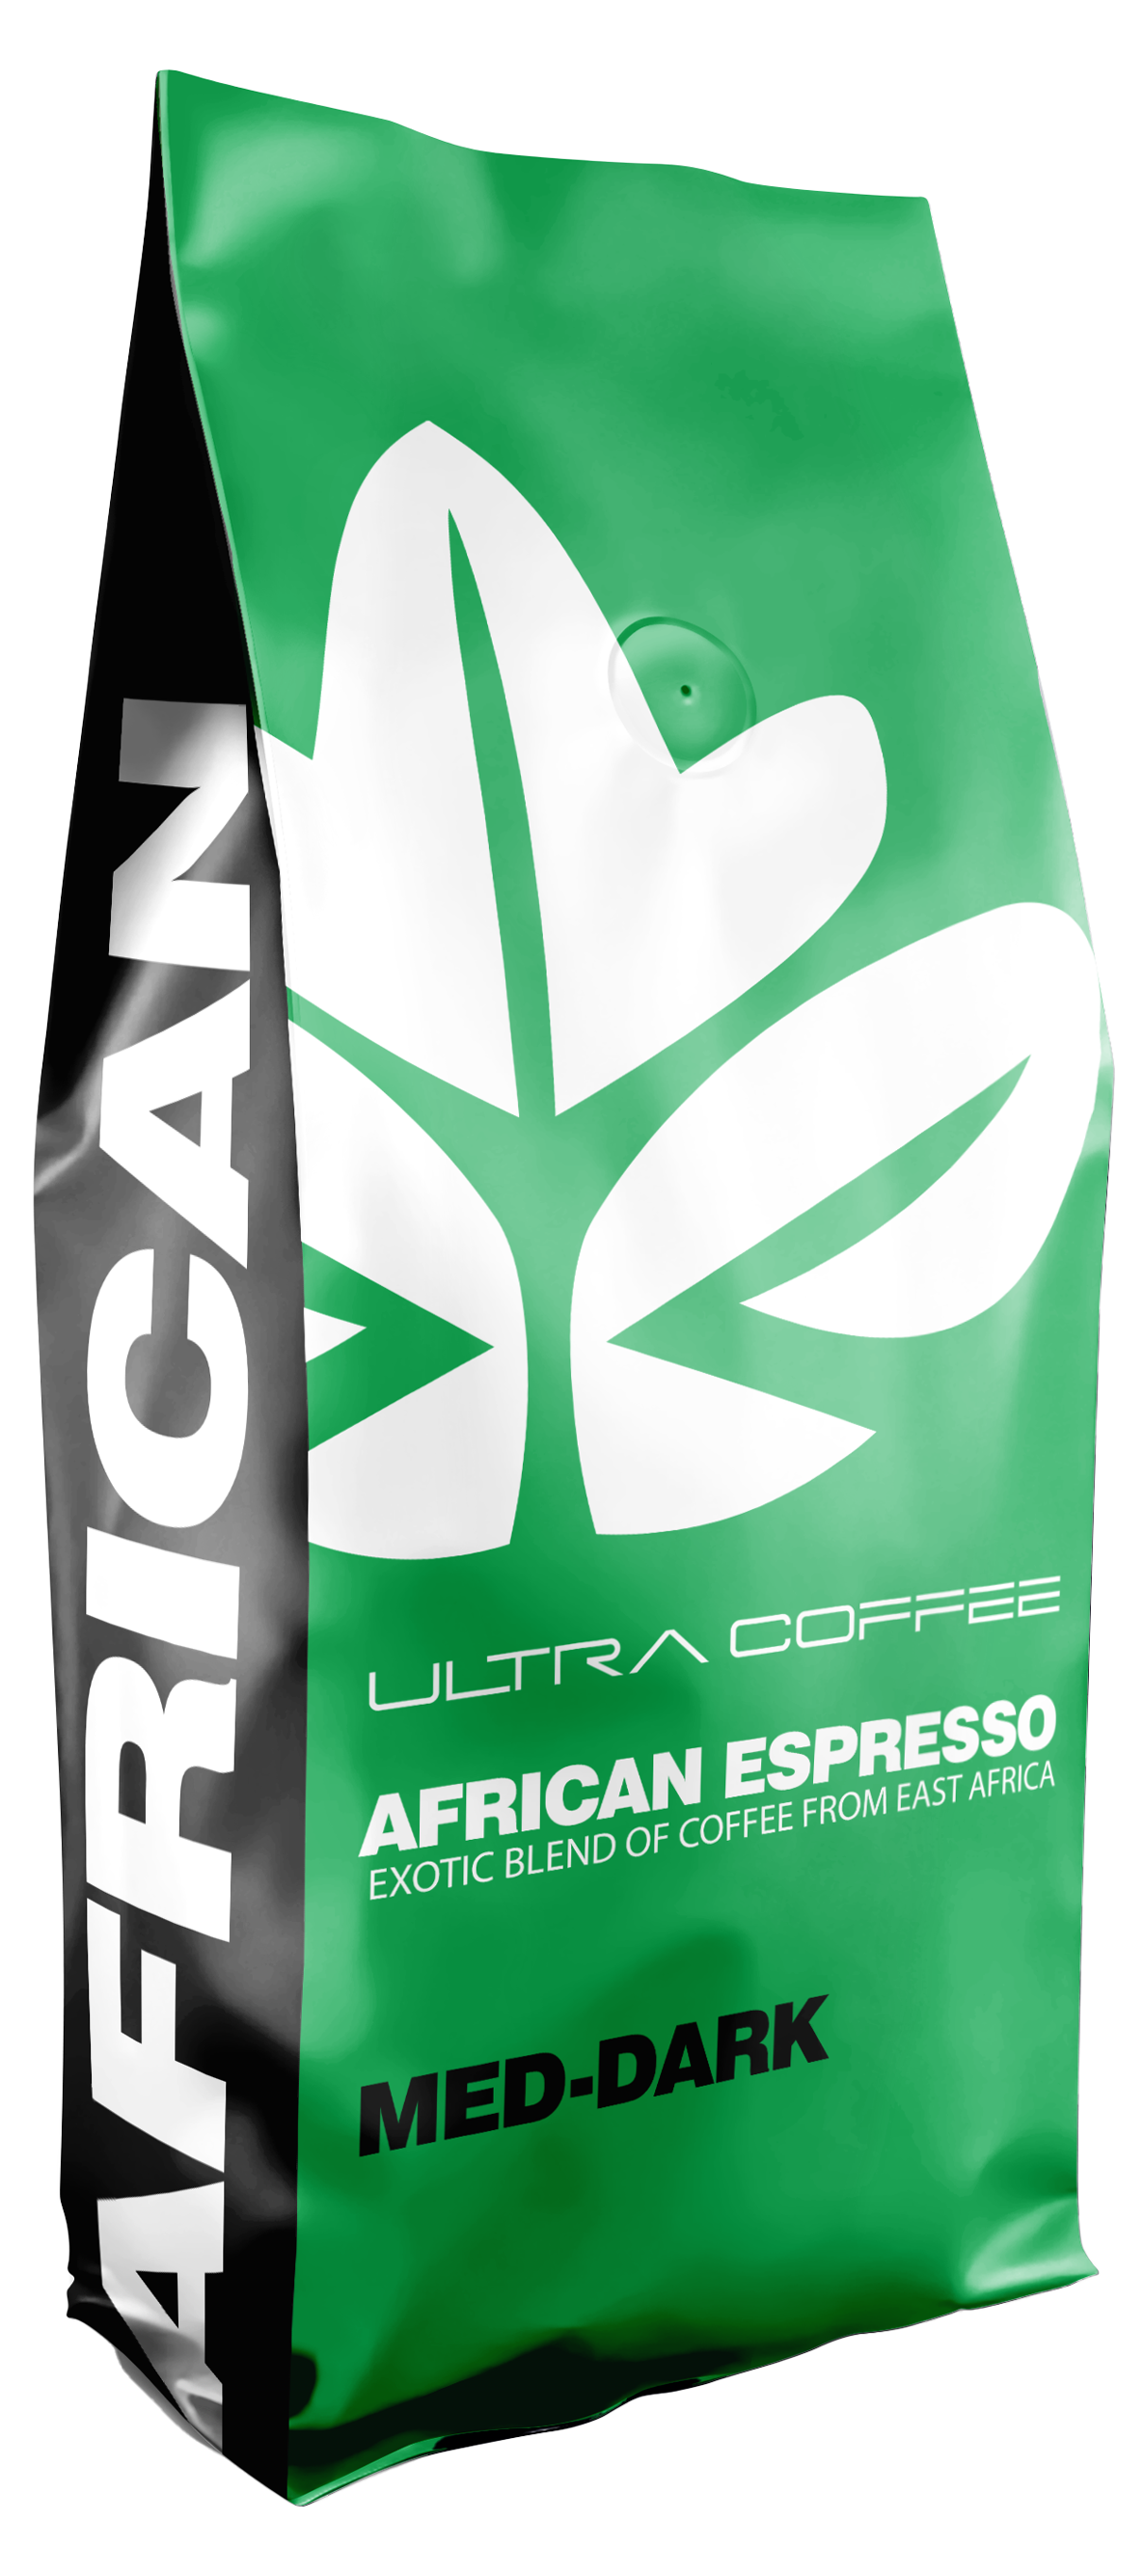 AFRICAN
ULTRA COFFEE
AFRICAN ESPRESSO
EXOTIC BLEND OF COFFEE FROM EAST AFRICA
MED-DARK